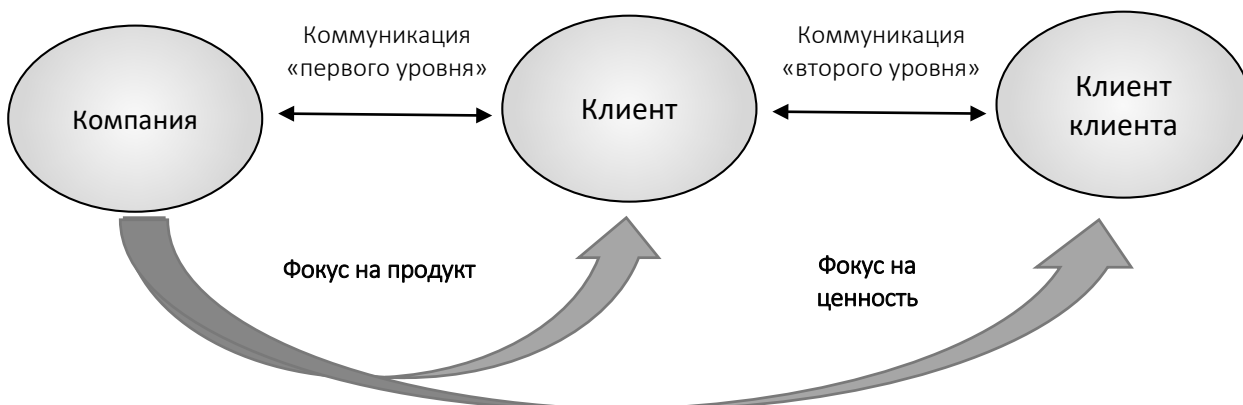 Коммуникация
«первого уровня»
Коммуникация
«второго уровня»
Компания
Клиент
Клиент
клиента
Фокус на продукт
Фокус на
ценность